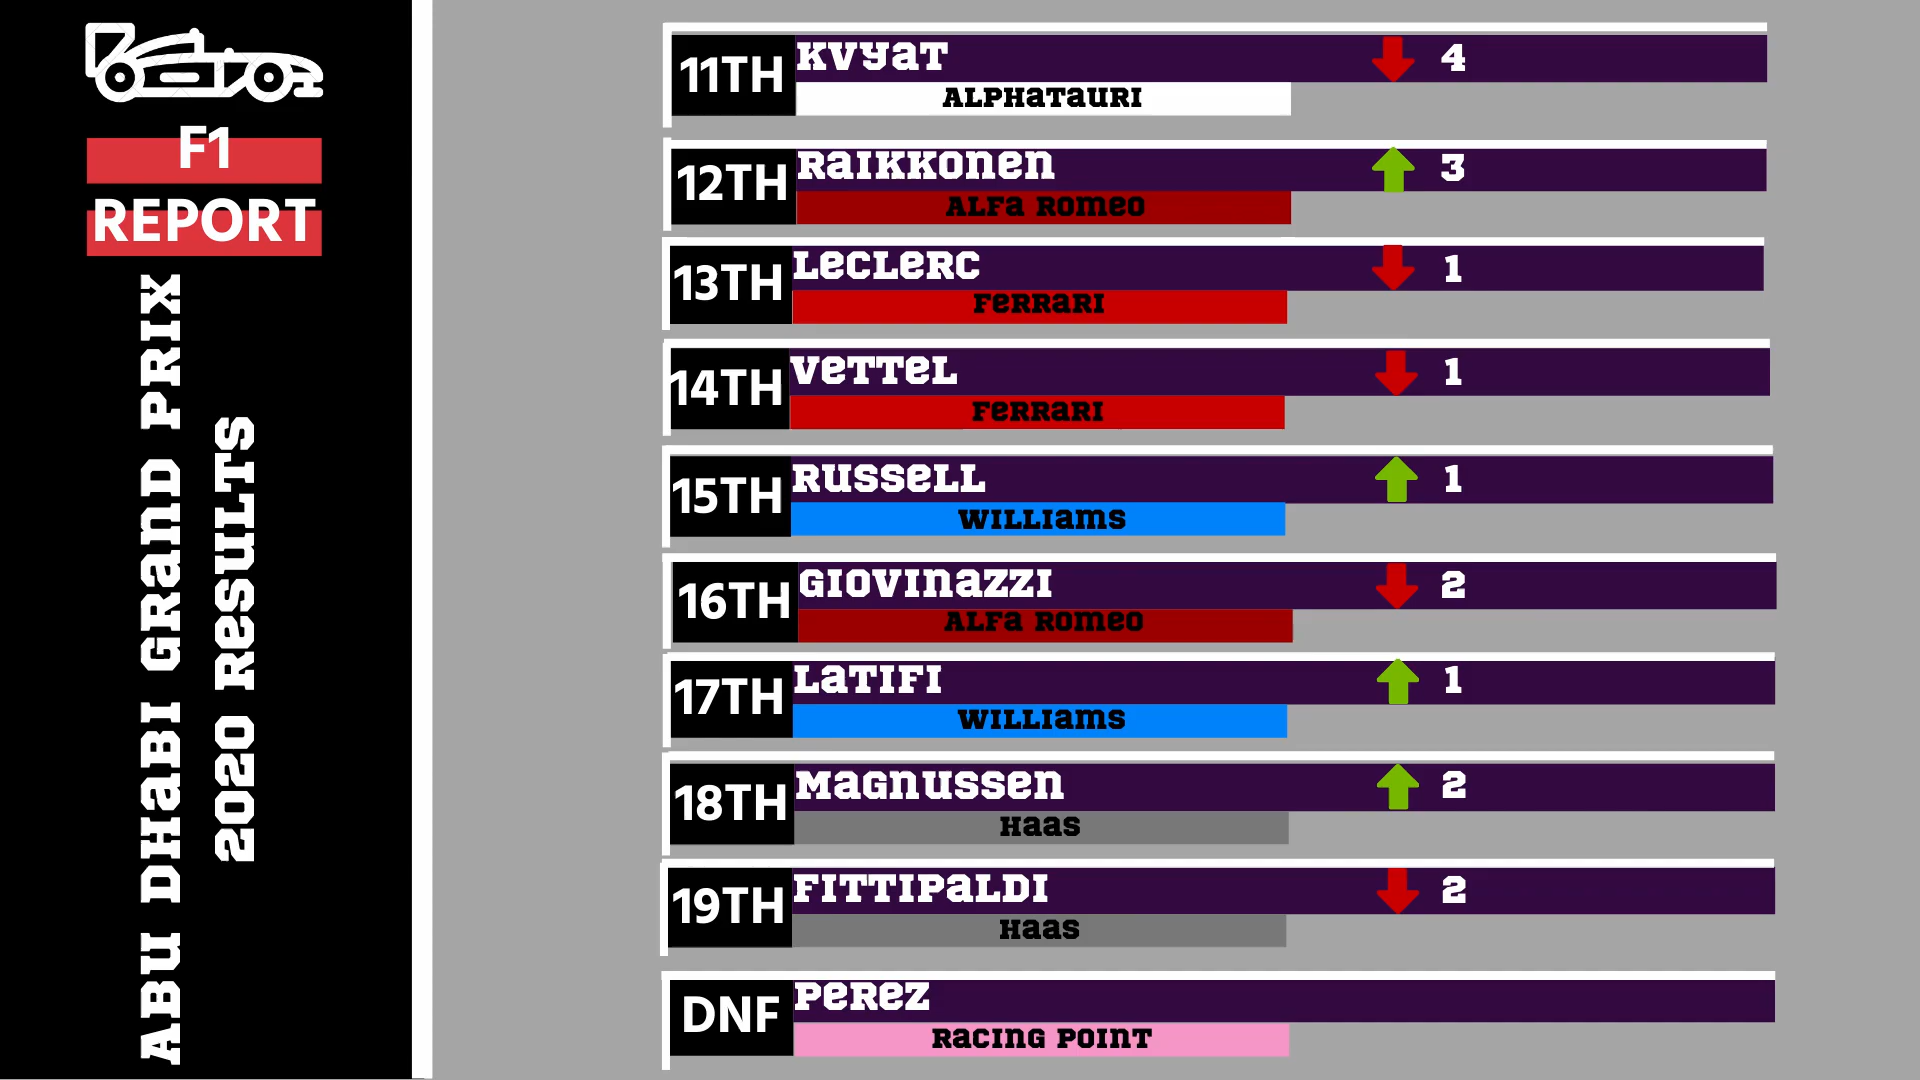 F1
REPORT
ABU DHABI GRAND PRIX
2020 RESULTS
11TH
KVYAT
4
ALPHATAURI
12TH
RAIKKONEN
3
ALFA ROMEO
13TH
LECLERC
1
FERRARI
14TH
VETTEL
1
FERRARI
15TH
RUSSELL
1
WILLIAMS
16TH
GIOVINAZZI
2
ALFA ROMEO
17TH
LATIFI
1
WILLIAMS
18TH
MAGNUSSEN
2
HAAS
19TH
FITTIPALDI
2
HAAS
DNF
PEREZ
RACING POINT